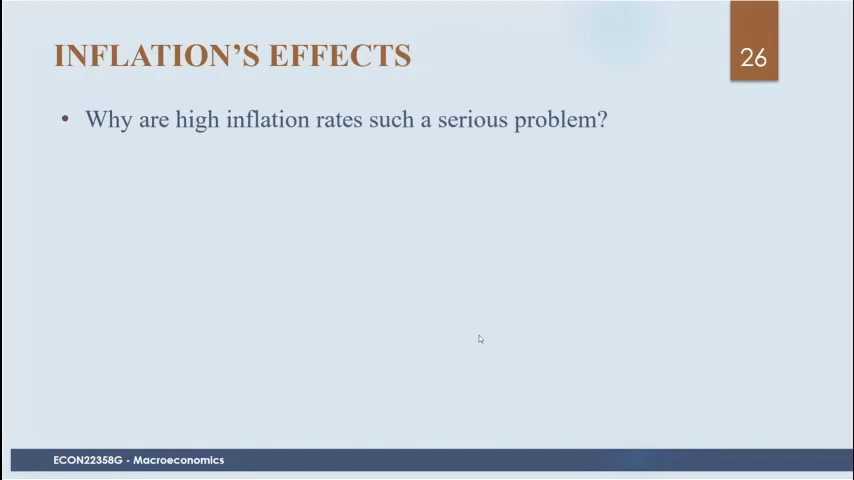 INFLATION’S EFFECTS
26
• Why are high inflation rates such a serious problem?
ECON22358G - Macroeconomics